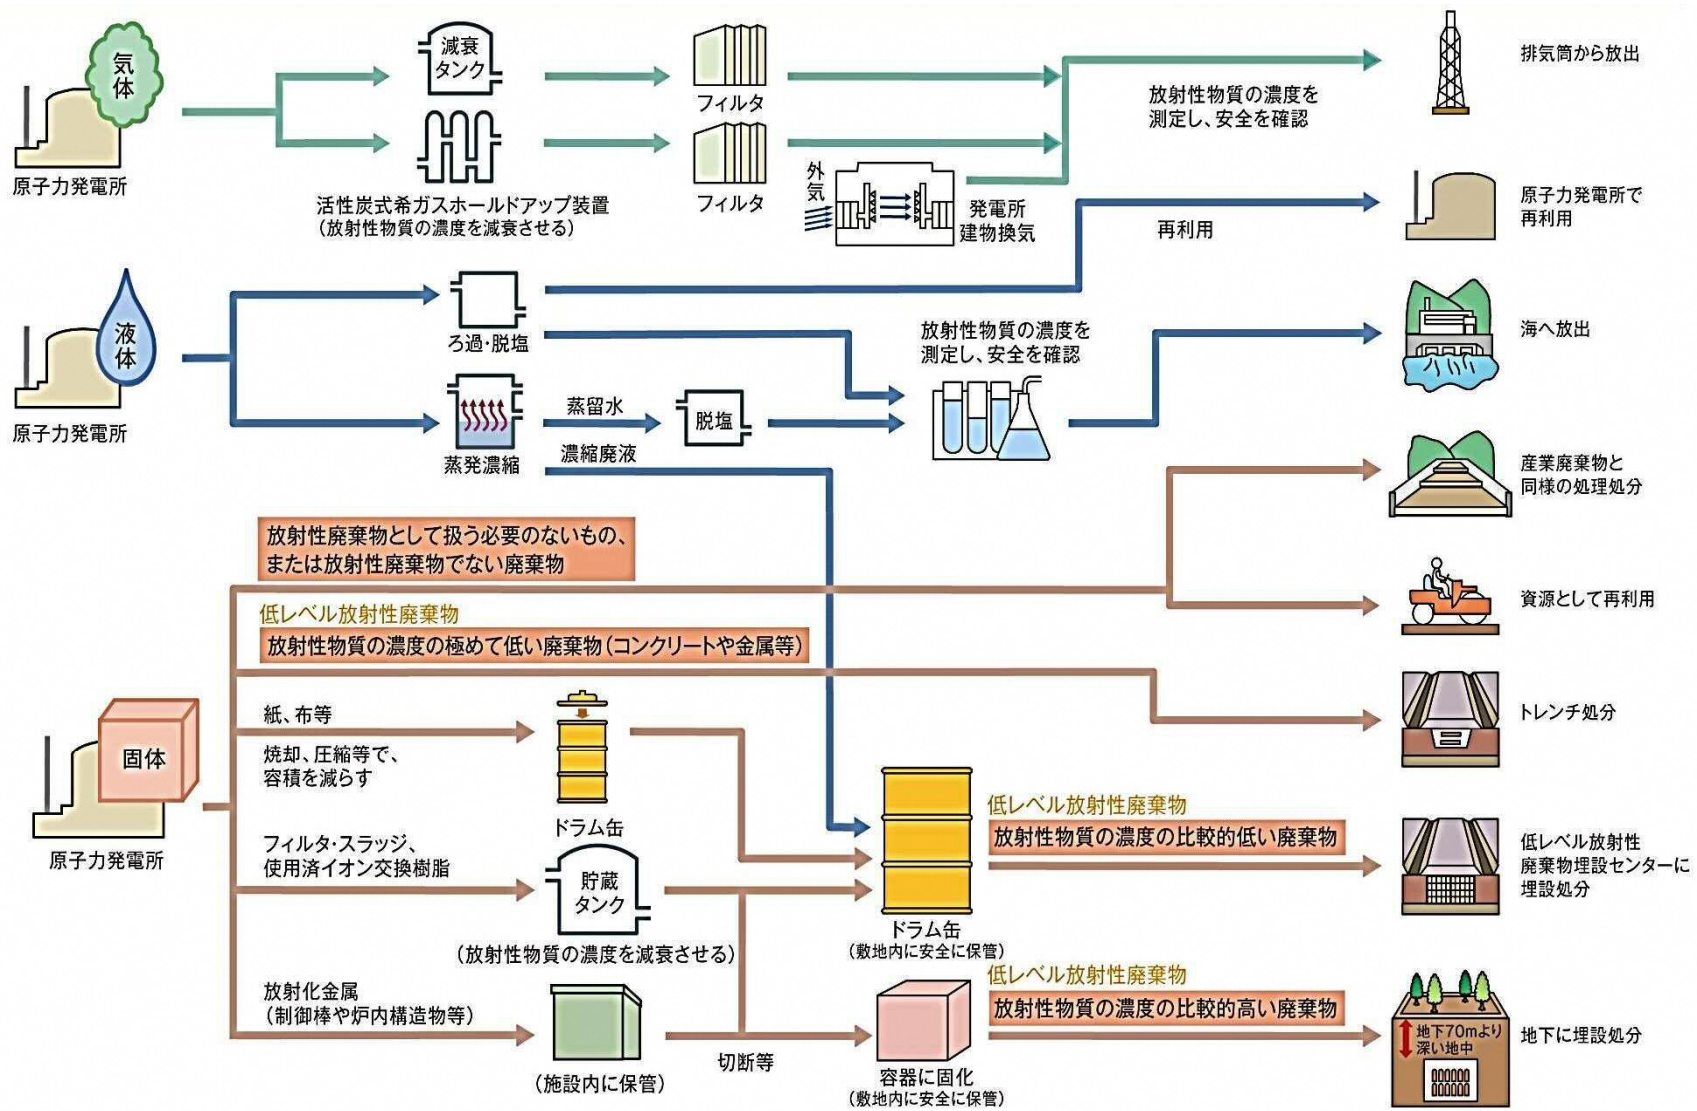 気体
原子力発電所
減衰
タンク
活性炭式希ガスホールドアップ装置
(放射性物質の濃度を減衰させる)
フィルタ
フィルタ
外気
発電所
建物換気
放射性物質の濃度を
測定し、安全を確認
排気筒から放出
再利用
原子力発電所で
再利用
液体
原子力発電所
ろ過・脱塩
蒸発濃縮
蒸留水
濃縮廃液
脱塩
放射性物質の濃度を
測定し、安全を確認
海へ放出
産業廃棄物と
同様の処理処分
放射性廃棄物として扱う必要のないもの、
または放射性廃棄物でない廃棄物
資源として再利用
低レベル放射性廃棄物
放射性物質の濃度の極めて低い廃棄物(コンクリートや金属等)
トレンチ処分
固体
原子力発電所
紙、布等
焼却、圧縮等で、
容積を減らす
ドラム缶
フィルタ・スラッジ、
使用済イオン交換樹脂
貯蔵
タンク
(放射性物質の濃度を減衰させる)
放射化金属
(制御棒や炉内構造物等)
(施設内に保管)
切断等
ドラム缶
(敷地内に安全に保管)
低レベル放射性廃棄物
放射性物質の濃度の比較的低い廃棄物
低レベル放射性
廃棄物埋設センターに
埋設処分
容器に固化
(敷地内に安全に保管)
低レベル放射性廃棄物
放射性物質の濃度の比較的高い廃棄物
地下70mより
深い地中
地下に埋設処分